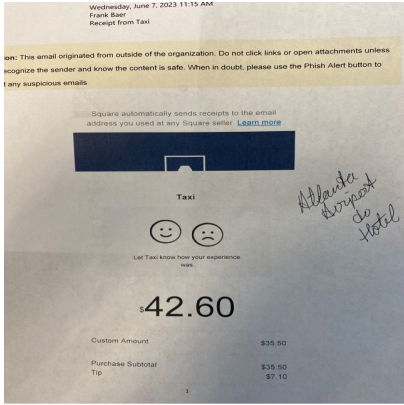 Wednesday, June 7, 2023 11:15 AM
Frank Baer
Receipt from Taxi
ion: This email originated from outside of the organization. Do not click links or open attachments unless
ecognize the sender and know the content is safe. When in doubt, please use the Phish Alert button to
t any suspicious emails
Square automatically sends receipts to the email
address you used at any Square seller. Learn more
Taxi
Let Taxi know how your experience
was.
$42.60
Custom Amount $35.50
Purchase Subtotal $35.50
Tip $7.10
1
Atlanta
Airport
to
Hotel